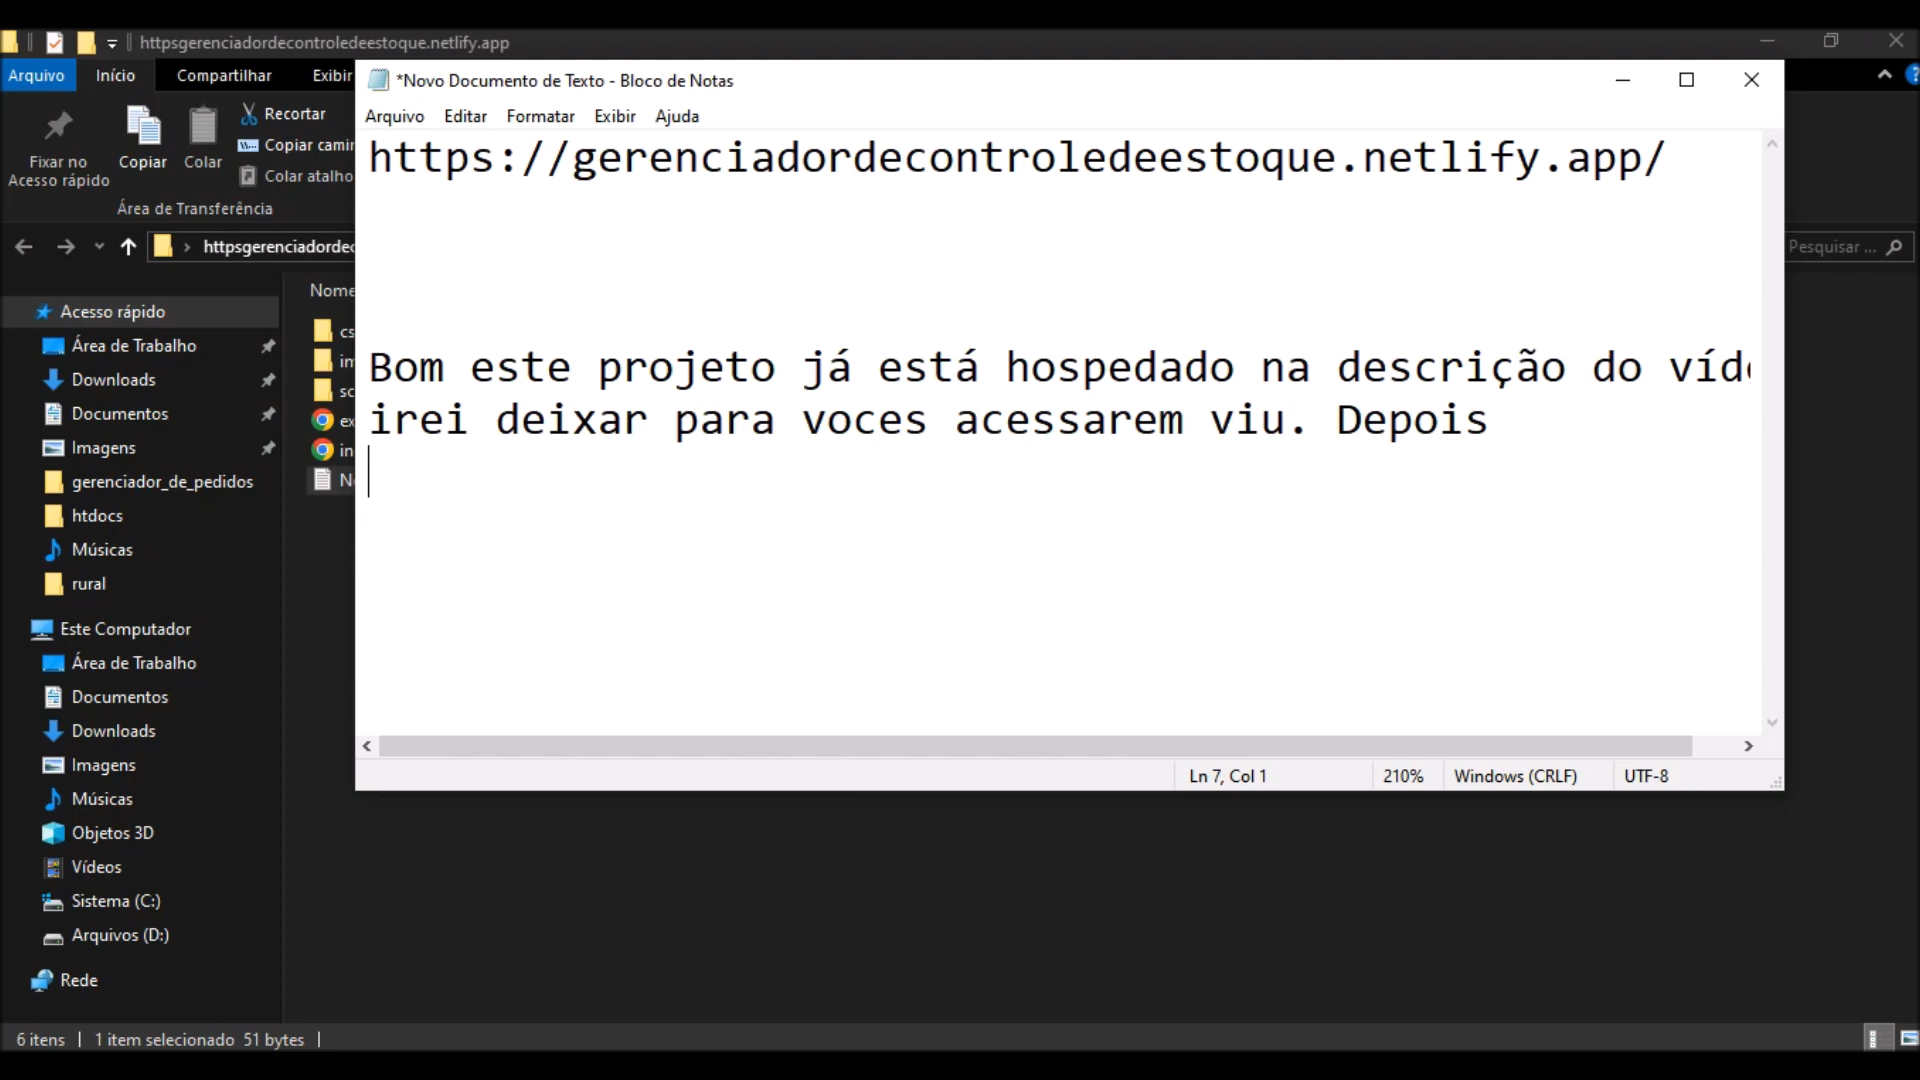 httpsgerenciadordecontroledeestoque.netlify.app
Arquivo
Início
Compartilhar
Exibir
Fixar no
Acesso rápido
Copiar
Colar
Recortar
Copiar
Colar atalho
Área de Transferência
Pesquisar ...
Nome
Acesso rápido
Área de Trabalho
Downloads
Documentos
Imagens
gerenciador_de_pedidos
htdocs
Músicas
rural
Este Computador
Área de Trabalho
Documentos
Downloads
Imagens
Músicas
Objetos 3D
Vídeos
Sistema (C:)
Arquivos (D:)
Rede
6 itens
1 item selecionado 51 bytes
*Novo Documento de Texto - Bloco de Notas
Arquivo Editar Formatar Exibir Ajuda
https://gerenciadordecontroledeestoque.netlify.app/
Bom este projeto já está hospedado na descrição do
irei deixar para voces acessarem viu. Depois
Ln 7, Col 1
210%
Windows (CRLF)
UTF-8